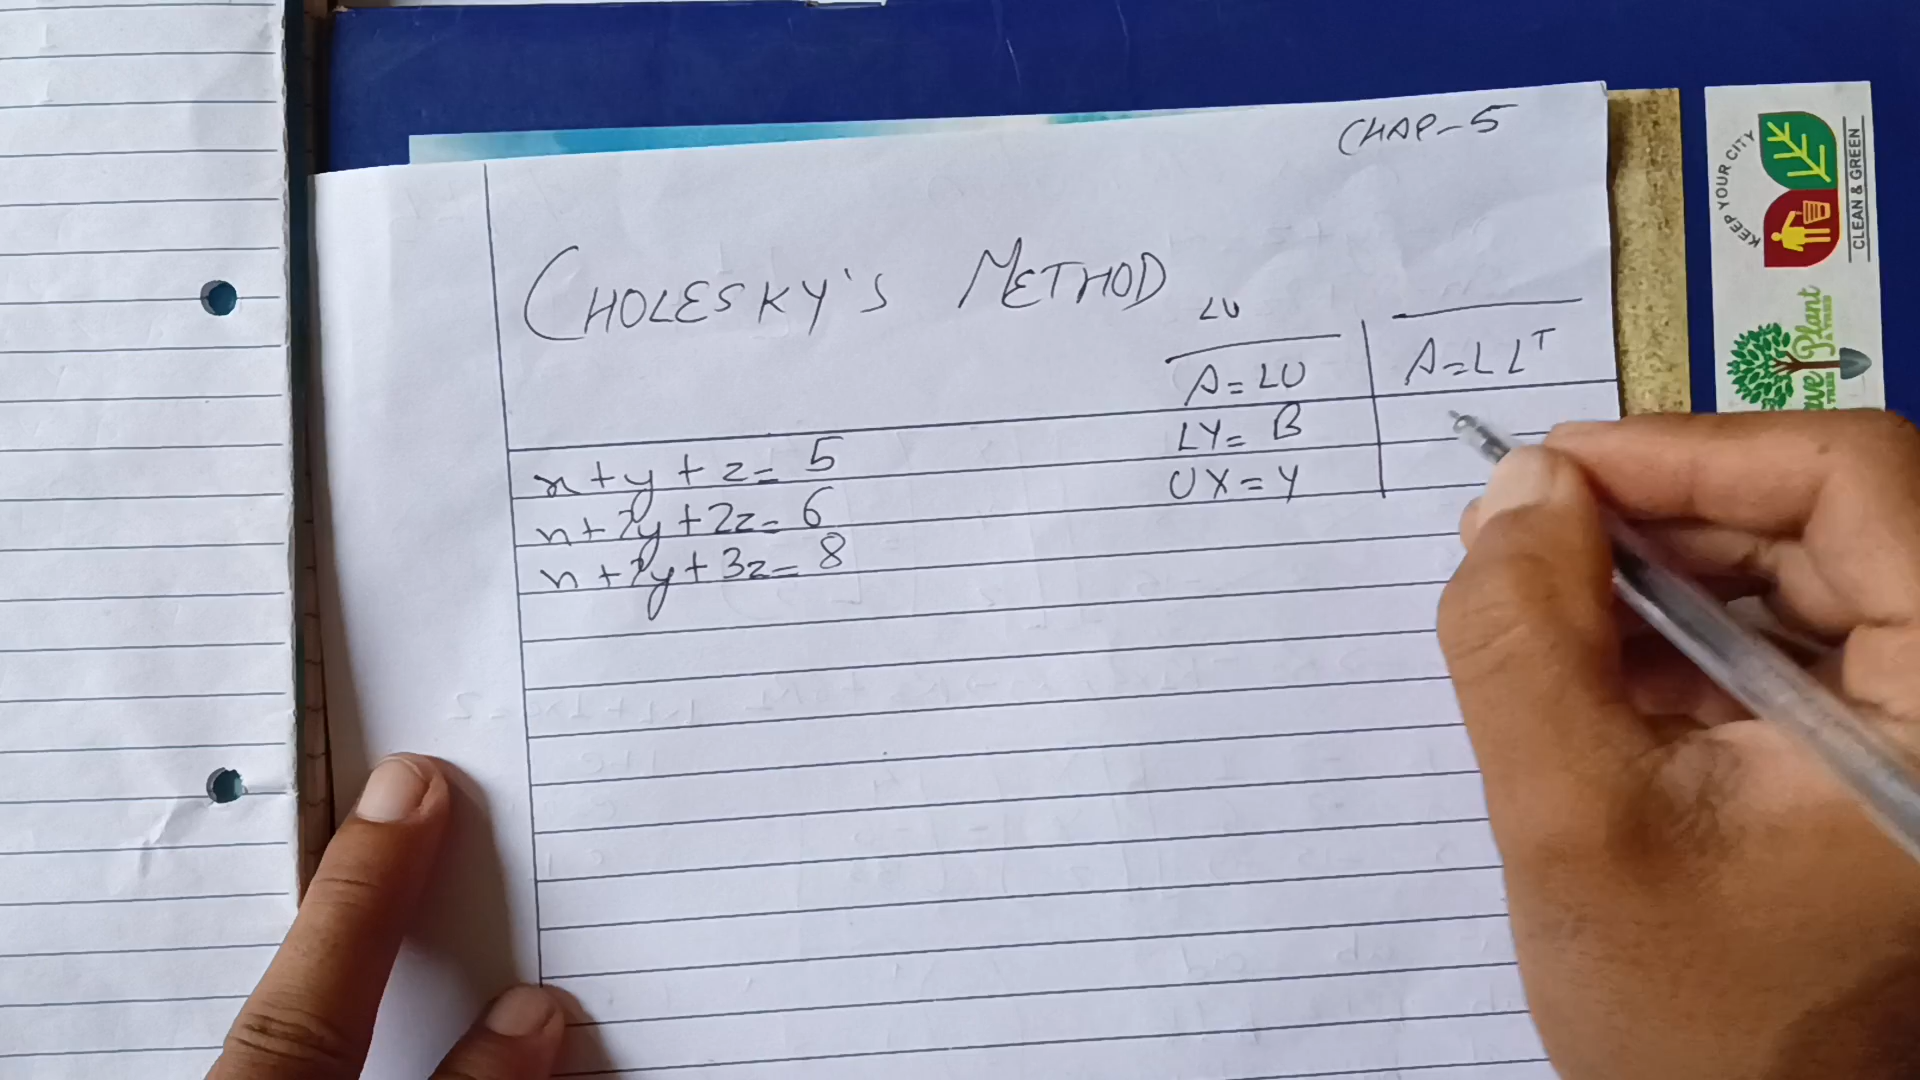 CHAP-5
CHOLESKY'S METHOD
LU
A=LU
LY=B
UX=Y
A=LL^T
x+y+z=5
x+2y+2z=6
x+2y+3z=8
KEEP YOUR CITY
CLEAN & GREEN
Plant